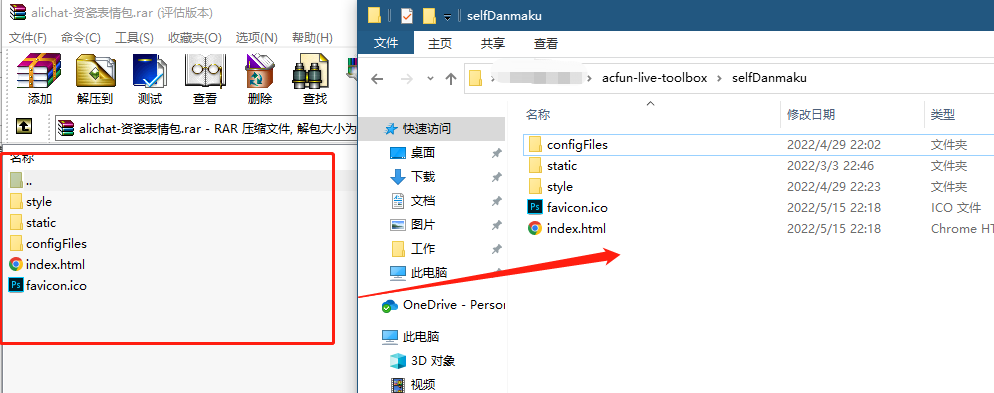 alichat-资瓷表情包.rar (评估版本)
文件(F) 命令(C) 工具(S) 收藏夹(O) 选项(N) 帮助(H)
添加 解压到 测试 查看 删除 查找
alichat-资瓷表情包.rar - RAR 压缩文件, 解包大小为
名称
..
style
static
configFiles
index.html
favicon.ico
selfDanmaku
文件 主页 共享 查看
acfun-live-toolbox selfDanmaku
快速访问
桌面
下载
文档
图片
工作
此电脑
OneDrive - Person
此电脑
3D 对象
视频
名称 修改日期 类型
configFiles 2022/4/29 22:02 文件夹
static 2022/3/3 22:46 文件夹
style 2022/4/29 22:23 文件夹
favicon.ico 2022/5/15 22:18 ICO 文件
index.html 2022/5/15 22:18 Chrome HT